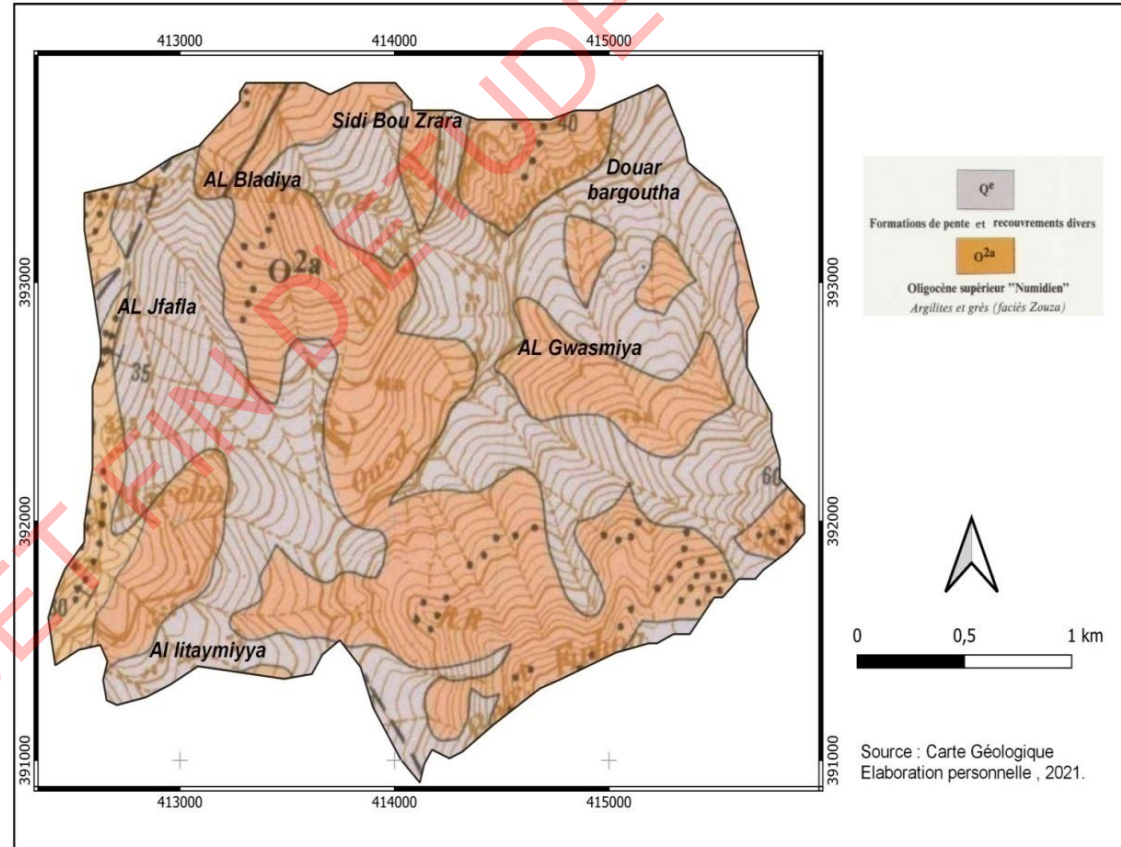 413000
414000
415000
Sidi Bou Zrara
40
AL Bladiya
Douar
bargoutha
O2a
393000
393000
AL Jfafla
AL Gwasmiya
35
Oued
60
392000
392000
30
Al litaymiyya
391000
391000
413000
414000
415000
Qe
Formations de pente et recouvrements divers
O2a
Oligocène supérieur "Numidien"
Argilites et grès (faciès Zouza)
0
0,5
1 km
Source : Carte Géologique
Elaboration personnelle , 2021.
ET FIN D'ETUDE